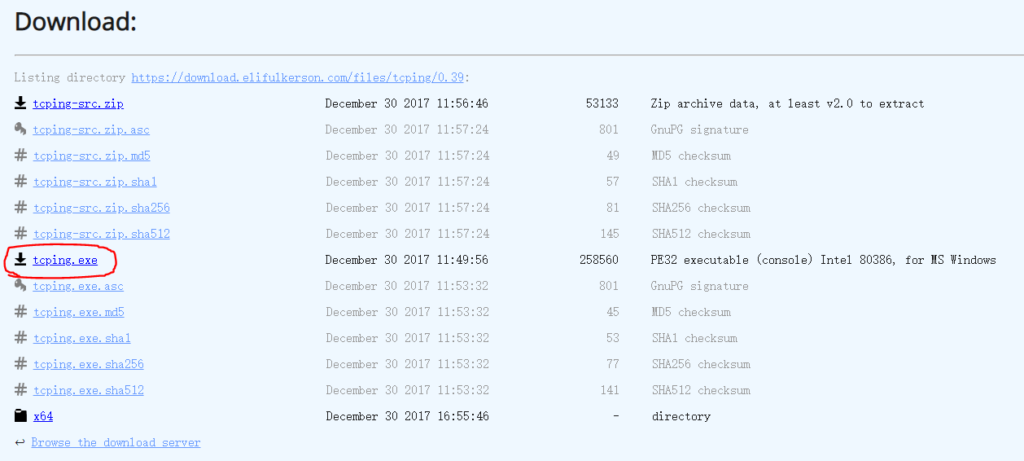 Download:
Listing directory https://download.elifulkerson.com/files/tcping/0.39:
tcping-src.zip December 30 2017 11:56:46 53133 Zip archive data, at least v2.0 to extract
tcping-src.zip.asc December 30 2017 11:57:24 801 GnuPG signature
tcping-src.zip.md5 December 30 2017 11:57:24 49 MD5 checksum
tcping-src.zip.sha1 December 30 2017 11:57:24 57 SHA1 checksum
tcping-src.zip.sha256 December 30 2017 11:57:24 81 SHA256 checksum
tcping-src.zip.sha512 December 30 2017 11:57:24 145 SHA512 checksum
tcping.exe December 30 2017 11:49:56 258560 PE32 executable (console) Intel 80386, for MS Windows
tcping.exe.asc December 30 2017 11:53:32 801 GnuPG signature
tcping.exe.md5 December 30 2017 11:53:32 45 MD5 checksum
tcping.exe.sha1 December 30 2017 11:53:32 53 SHA1 checksum
tcping.exe.sha256 December 30 2017 11:53:32 77 SHA256 checksum
tcping.exe.sha512 December 30 2017 11:53:32 141 SHA512 checksum
x64 December 30 2017 16:55:46 - directory
Browse the download server